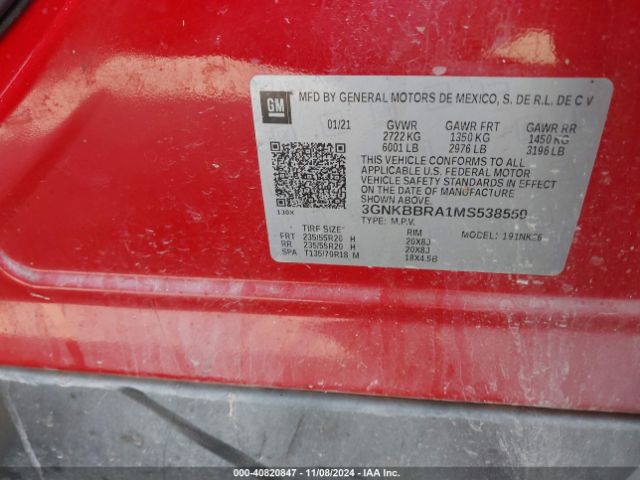 GM
MFD BY GENERAL MOTORS DE MEXICO, S. DE R.L. DE C V
01/21 GVWR GAWR FRT GAWR RR
2722 KG 1350 KG 1450 KG
6001 LB 2976 LB 3196 LB
THIS VEHICLE CONFORMS TO ALL
APPLICABLE U.S. FEDERAL MOTOR
VEHICLE SAFETY STANDARDS IN EFFECT
ON THE DATE OF MANUFACTURE
SHOWN ABOVE.
3GNKBBRA1MS538559
TYPE: M.P.V. MODEL:
TIRE SIZE RIM
FRT 235/55R20 H 20X8J
RR 235/55R20 H 20X8J
SPA T135/70R18 M 18X4.5B
000-40820847 - 11/08/2024 - IAA Inc.